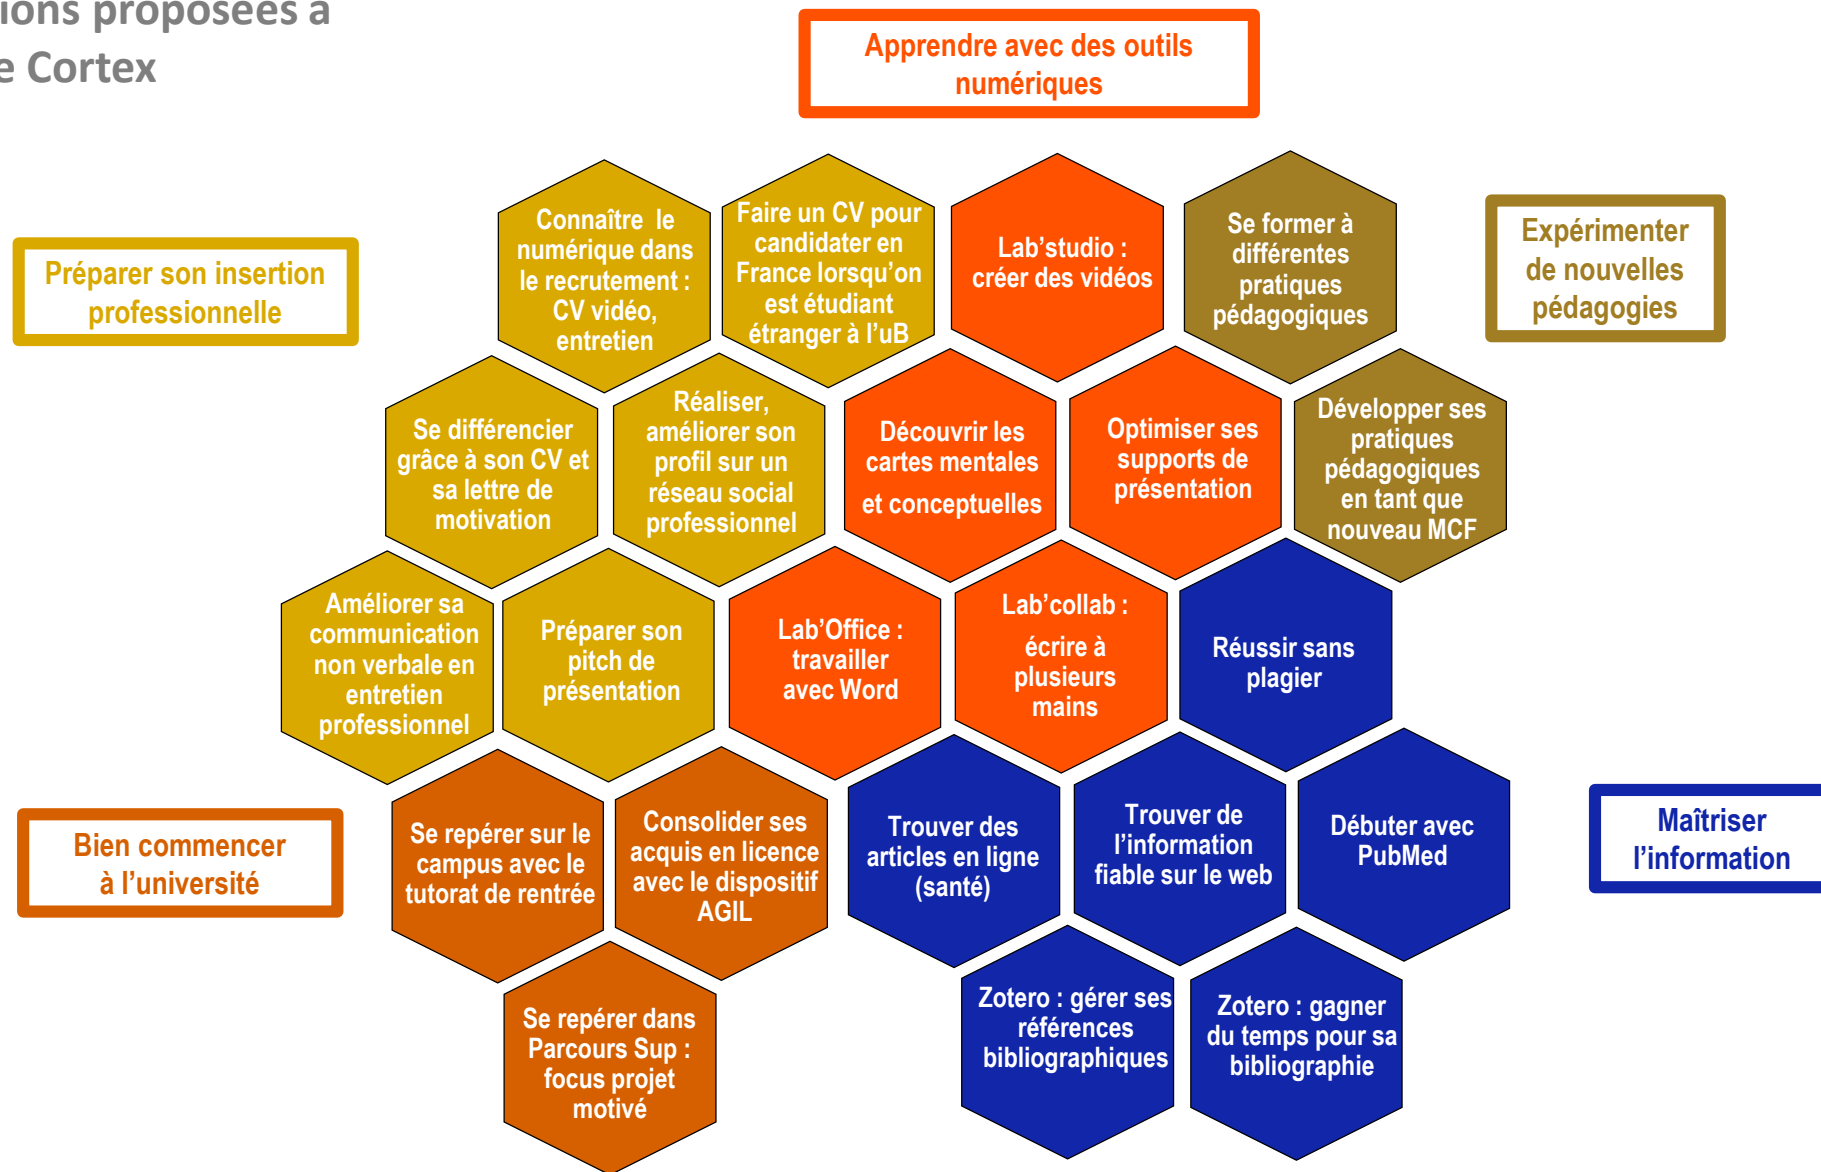 ions proposées à
e Cortex
Apprendre avec des outils
numériques
Préparer son insertion
professionnelle
Connaître le
numérique dans
le recrutement :
CV vidéo,
entretien
Faire un CV pour
candidater en
France lorsqu'on
est étudiant
étranger à l'uB
Lab'studio :
créer des vidéos
Se former à
différentes
pratiques
pédagogiques
Expérimenter
de nouvelles
pédagogies
Se différencier
grâce à son CV et
sa lettre de
motivation
Réaliser,
améliorer son
profil sur un
réseau social
professionnel
Découvrir les
cartes mentales
et conceptuelles
Optimiser ses
supports de
présentation
Développer ses
pratiques
pédagogiques
en tant que
nouveau MCF
Améliorer sa
communication
non verbale en
entretien
professionnel
Préparer son
pitch de
présentation
Lab'Office :
travailler
avec Word
Lab'collab :
écrire à
plusieurs
mains
Réussir sans
plagier
Bien commencer
à l'université
Se repérer sur le
campus avec le
tutorat de rentrée
Consolider ses
acquis en licence
avec le dispositif
AGIL
Trouver des
articles en ligne
(santé)
Trouver de
l'information
fiable sur le web
Débuter avec
PubMed
Maîtriser
l'information
Se repérer dans
Parcours Sup :
focus projet
motivé
Zotero : gérer ses
références
bibliographiques
Zotero : gagner
du temps pour sa
bibliographie